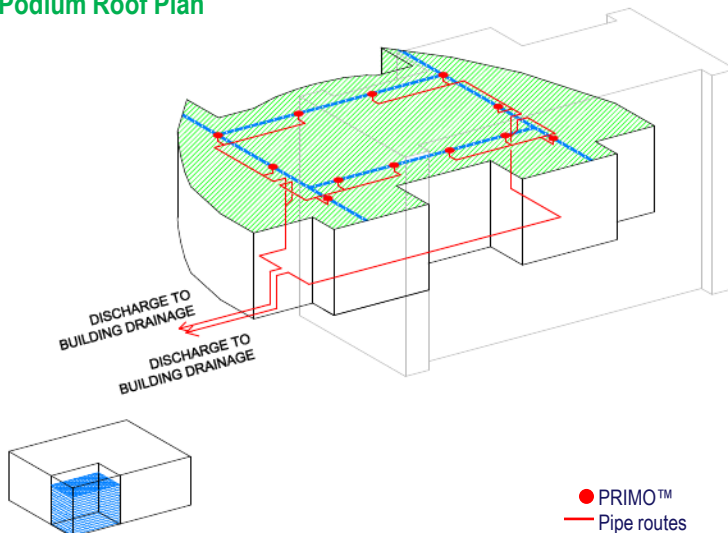 Podium Roof Plan
DISCHARGE TO
BUILDING DRAINAGE
DISCHARGE TO
BUILDING DRAINAGE
PRIMO™
Pipe routes